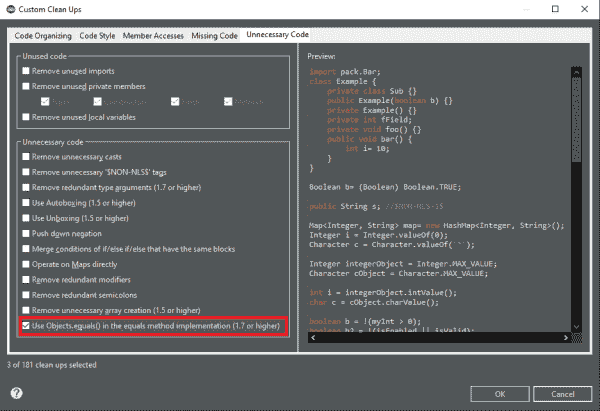 Custom Clean Ups
Code Organizing Code Style Member Accesses Missing Code Unnecessary Code
Unused code
Remove unused imports
Remove unused private members
Remove unused local variables
Unnecessary code
Remove unnecessary casts
Remove unnecessary '$NON-NLS$' tags
Remove redundant type arguments (1.7 or higher)
Use Autoboxing (1.5 or higher)
Use Unboxing (1.5 or higher)
Push down negation
Merge conditions of if/else if/else that have the same blocks
Operate on Maps directly
Remove redundant modifiers
Remove redundant semicolons
Remove unnecessary array creation (1.5 or higher)
Use Objects.equals() in the equals method implementation (1.7 or higher)
Preview:
import pack.Bar;
class Example {
private class Sub {}
public Example(boolean b) {}
private Example() {}
private int fField;
private void foo() {}
public void bar() {
int i= 10;
}
}
Boolean b= (Boolean) Boolean.TRUE;
public String s;
Map<Integer, String> map= new HashMap<Integer, String>();
Integer i = Integer.valueOf(0);
Character c = Character.valueOf(
Integer integerObject = Integer.MAX_VALUE;
Character cObject = Character.MAX_VALUE;
int i = integerObject.intValue();
char c = cObject.charValue();
boolean b = !(myInt > 0);
boolean b2 = !(isEnabled || isValid);
3 of 181 clean ups selected
OK Cancel